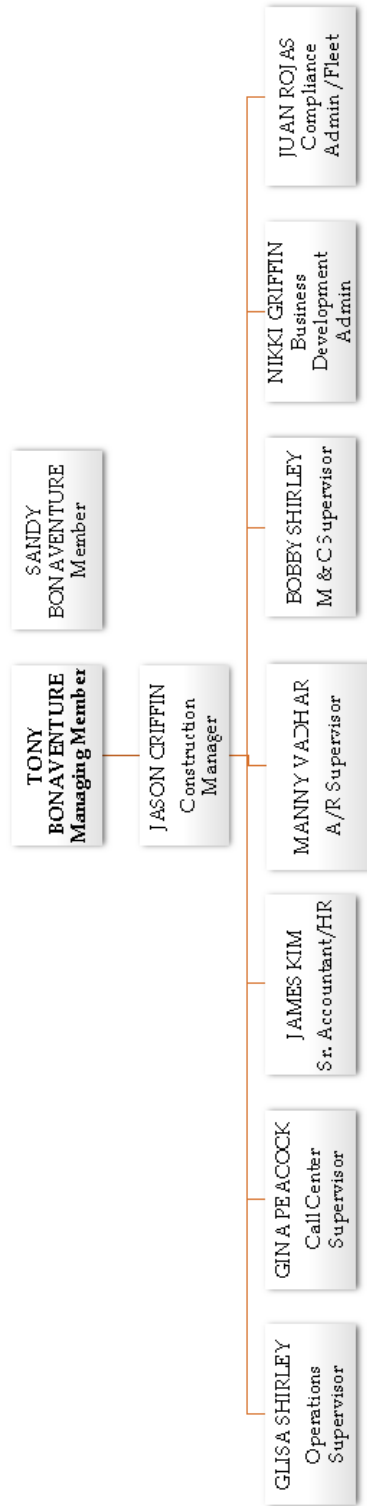 TONY
BONAVENTURE
Managing Member
SANDY
BONAVENTURE
Member
JASON CRIFFIN
Construction
Manager
GLISA SHIRLEY
Operations
Supervisor
GINA PEACOCK
Call Center
Supervisor
JAMES KIM
Sr. Accountant/HR
MANNY VADHAR
A/R Supervisor
BOBBY SHIRLEY
M & C Supervisor
NIKKI GRIFFIN
Business
Development
Admin
JUAN ROJAS
Compliance
Admin /Fleet